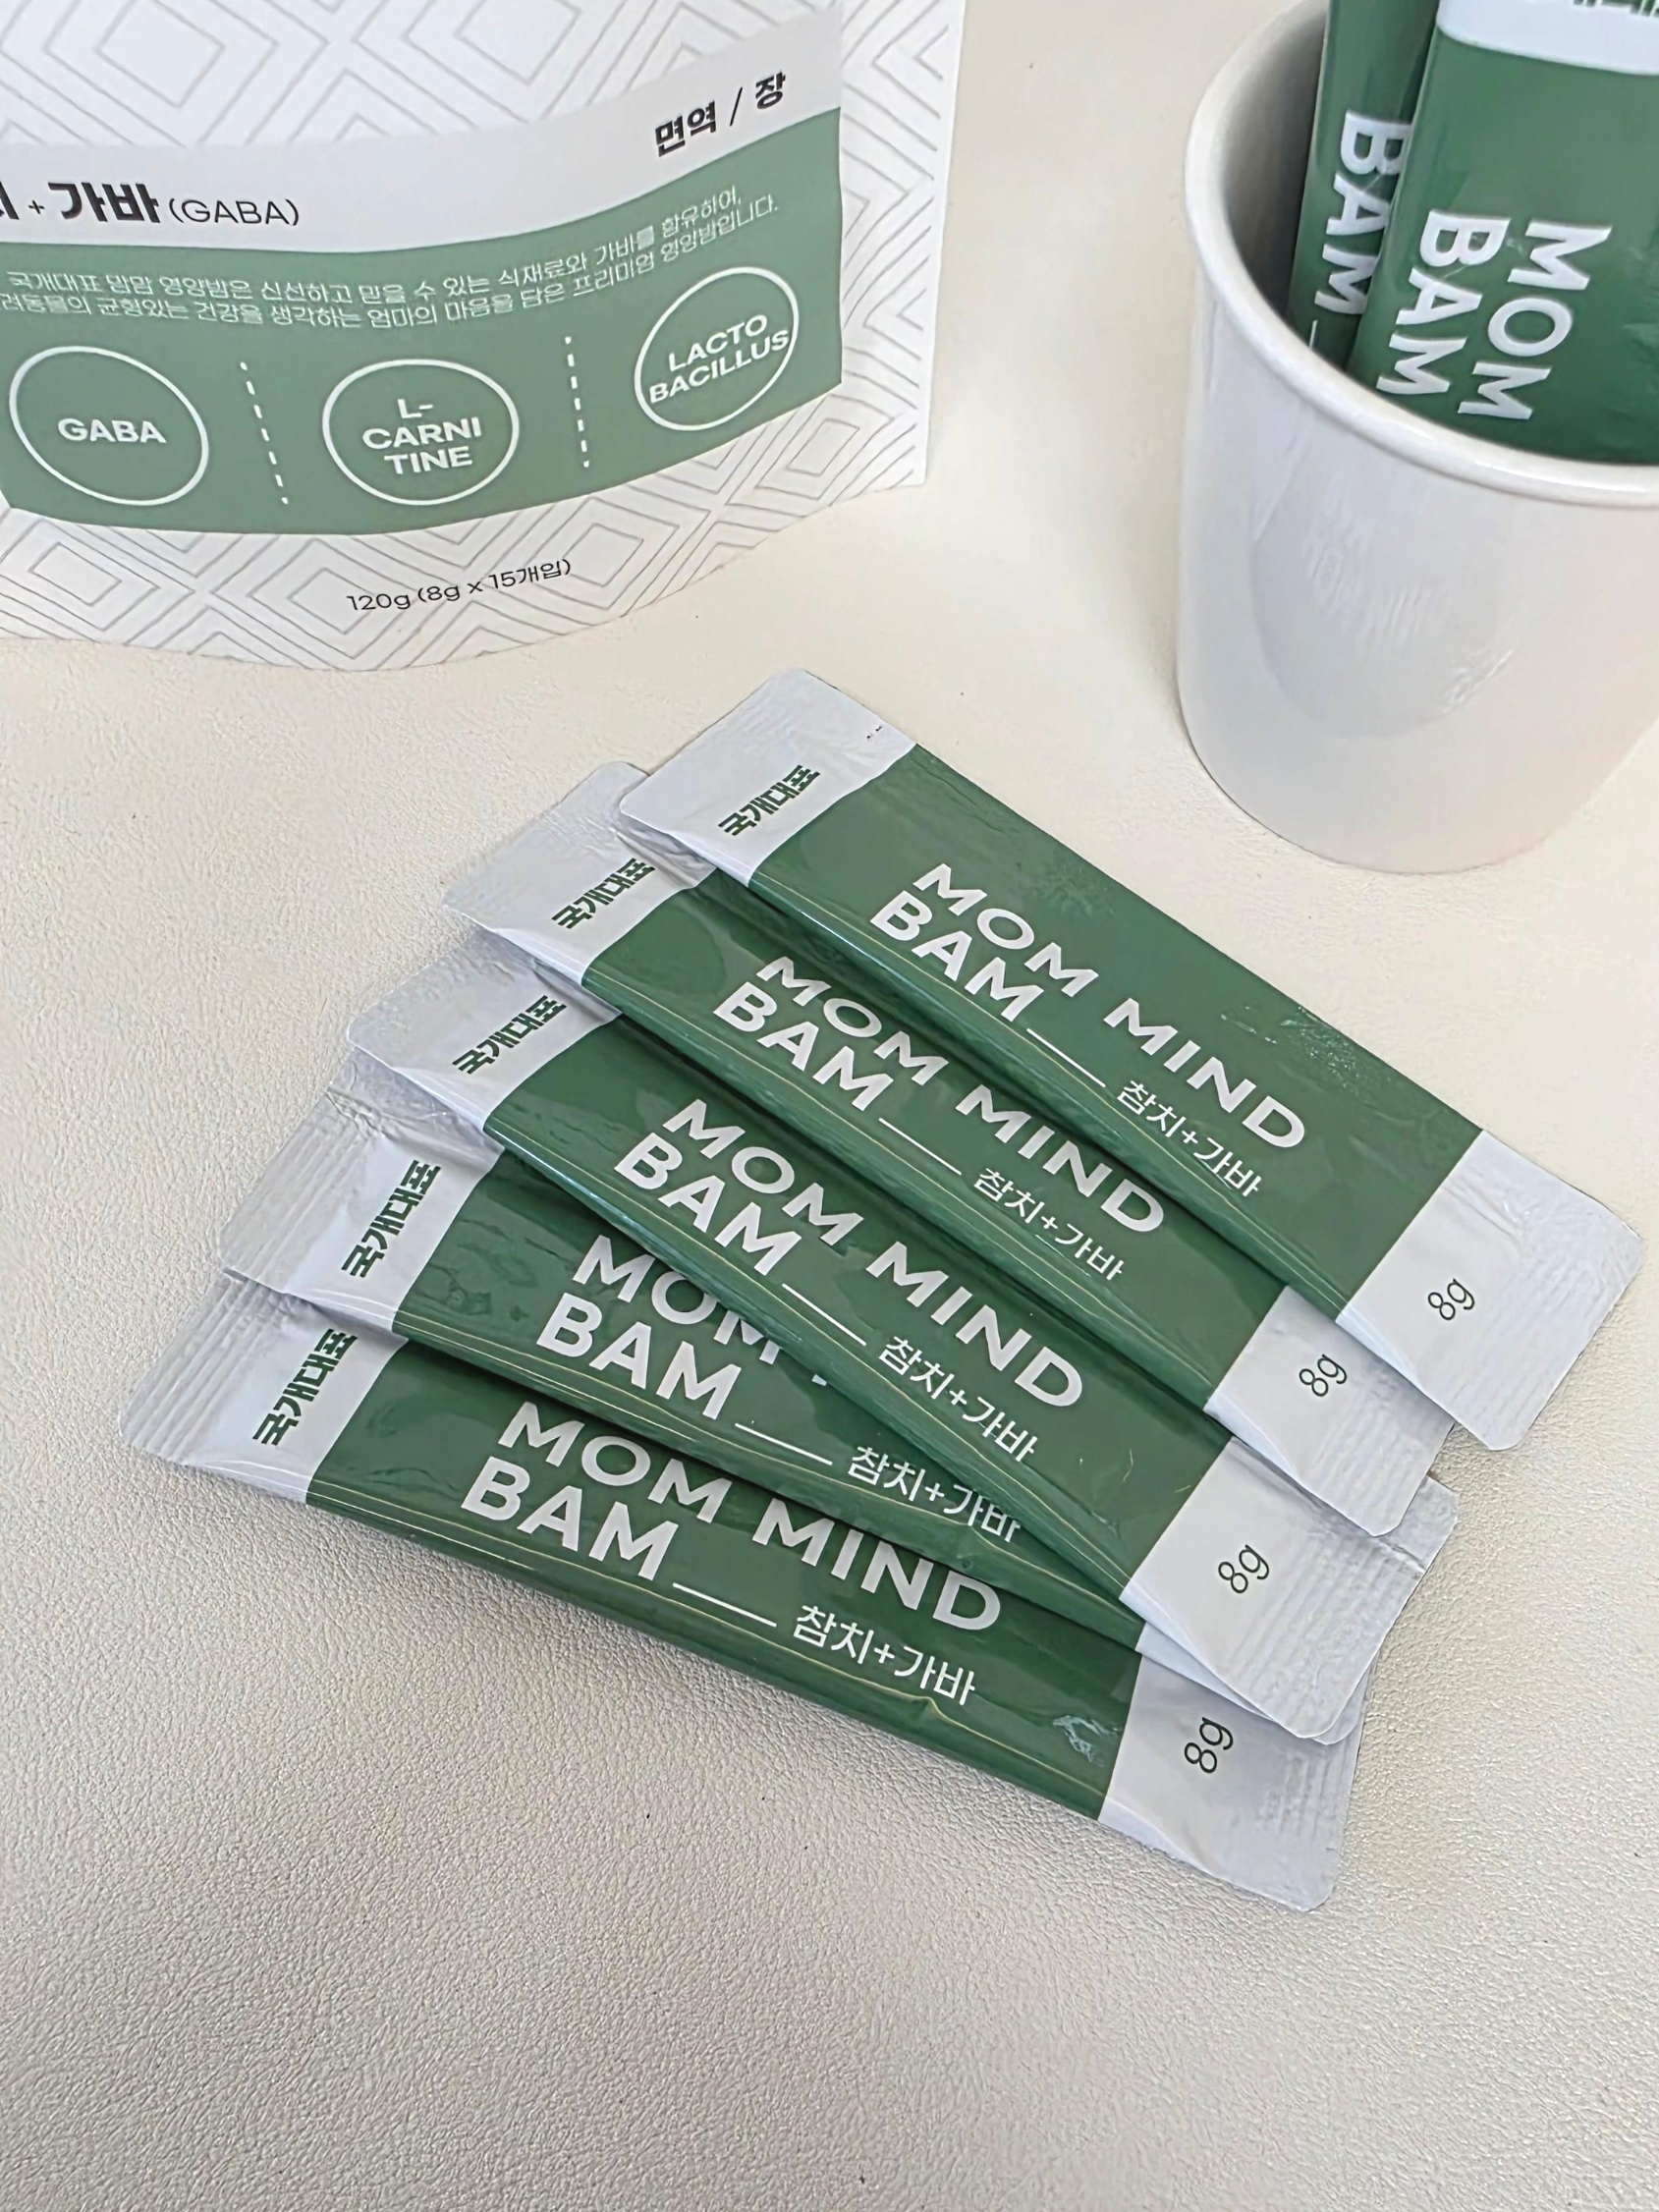 면역 / 장
+ 가바 (GABA)
국개대표 맘맘 영양밤은 신선하고 믿을 수 있는 식재료와 가바를 함유하여,
려동물의 균형있는 건강을 생각하는 엄마의 마음을 담은 프리미엄 영양밤입니다.
GABA
L-
CARNI
TINE
LACTO
BACILLUS
120g (8g x 15개입)
BAM
MOM
BAM
국개대표
MOM MIND
BAM
참치+가바
8g
국개대표
MOM MIND
BAM
참치+가바
8g
국개대표
MOM MIND
BAM
참치+가바
8g
국개대표
MOM
BAM
참치+가바
국개대표
MOM MIND
BAM
참치+가바
8g